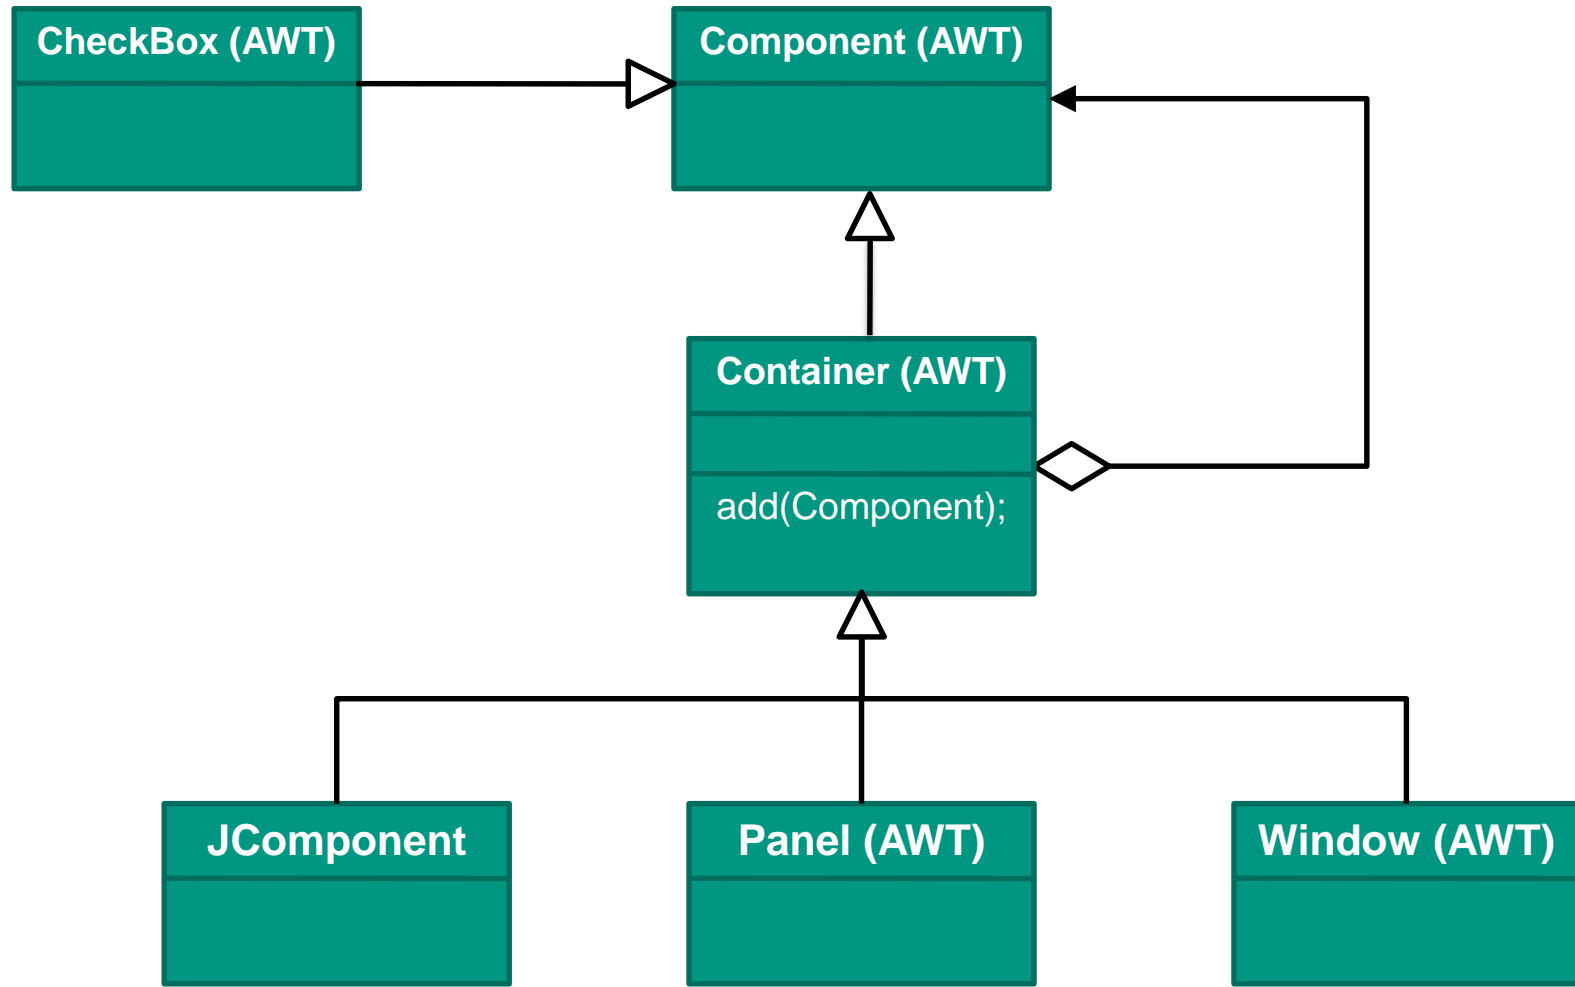 CheckBox (AWT)
Component (AWT)
Container (AWT)
add(Component);
JComponent
Panel (AWT)
Window (AWT)